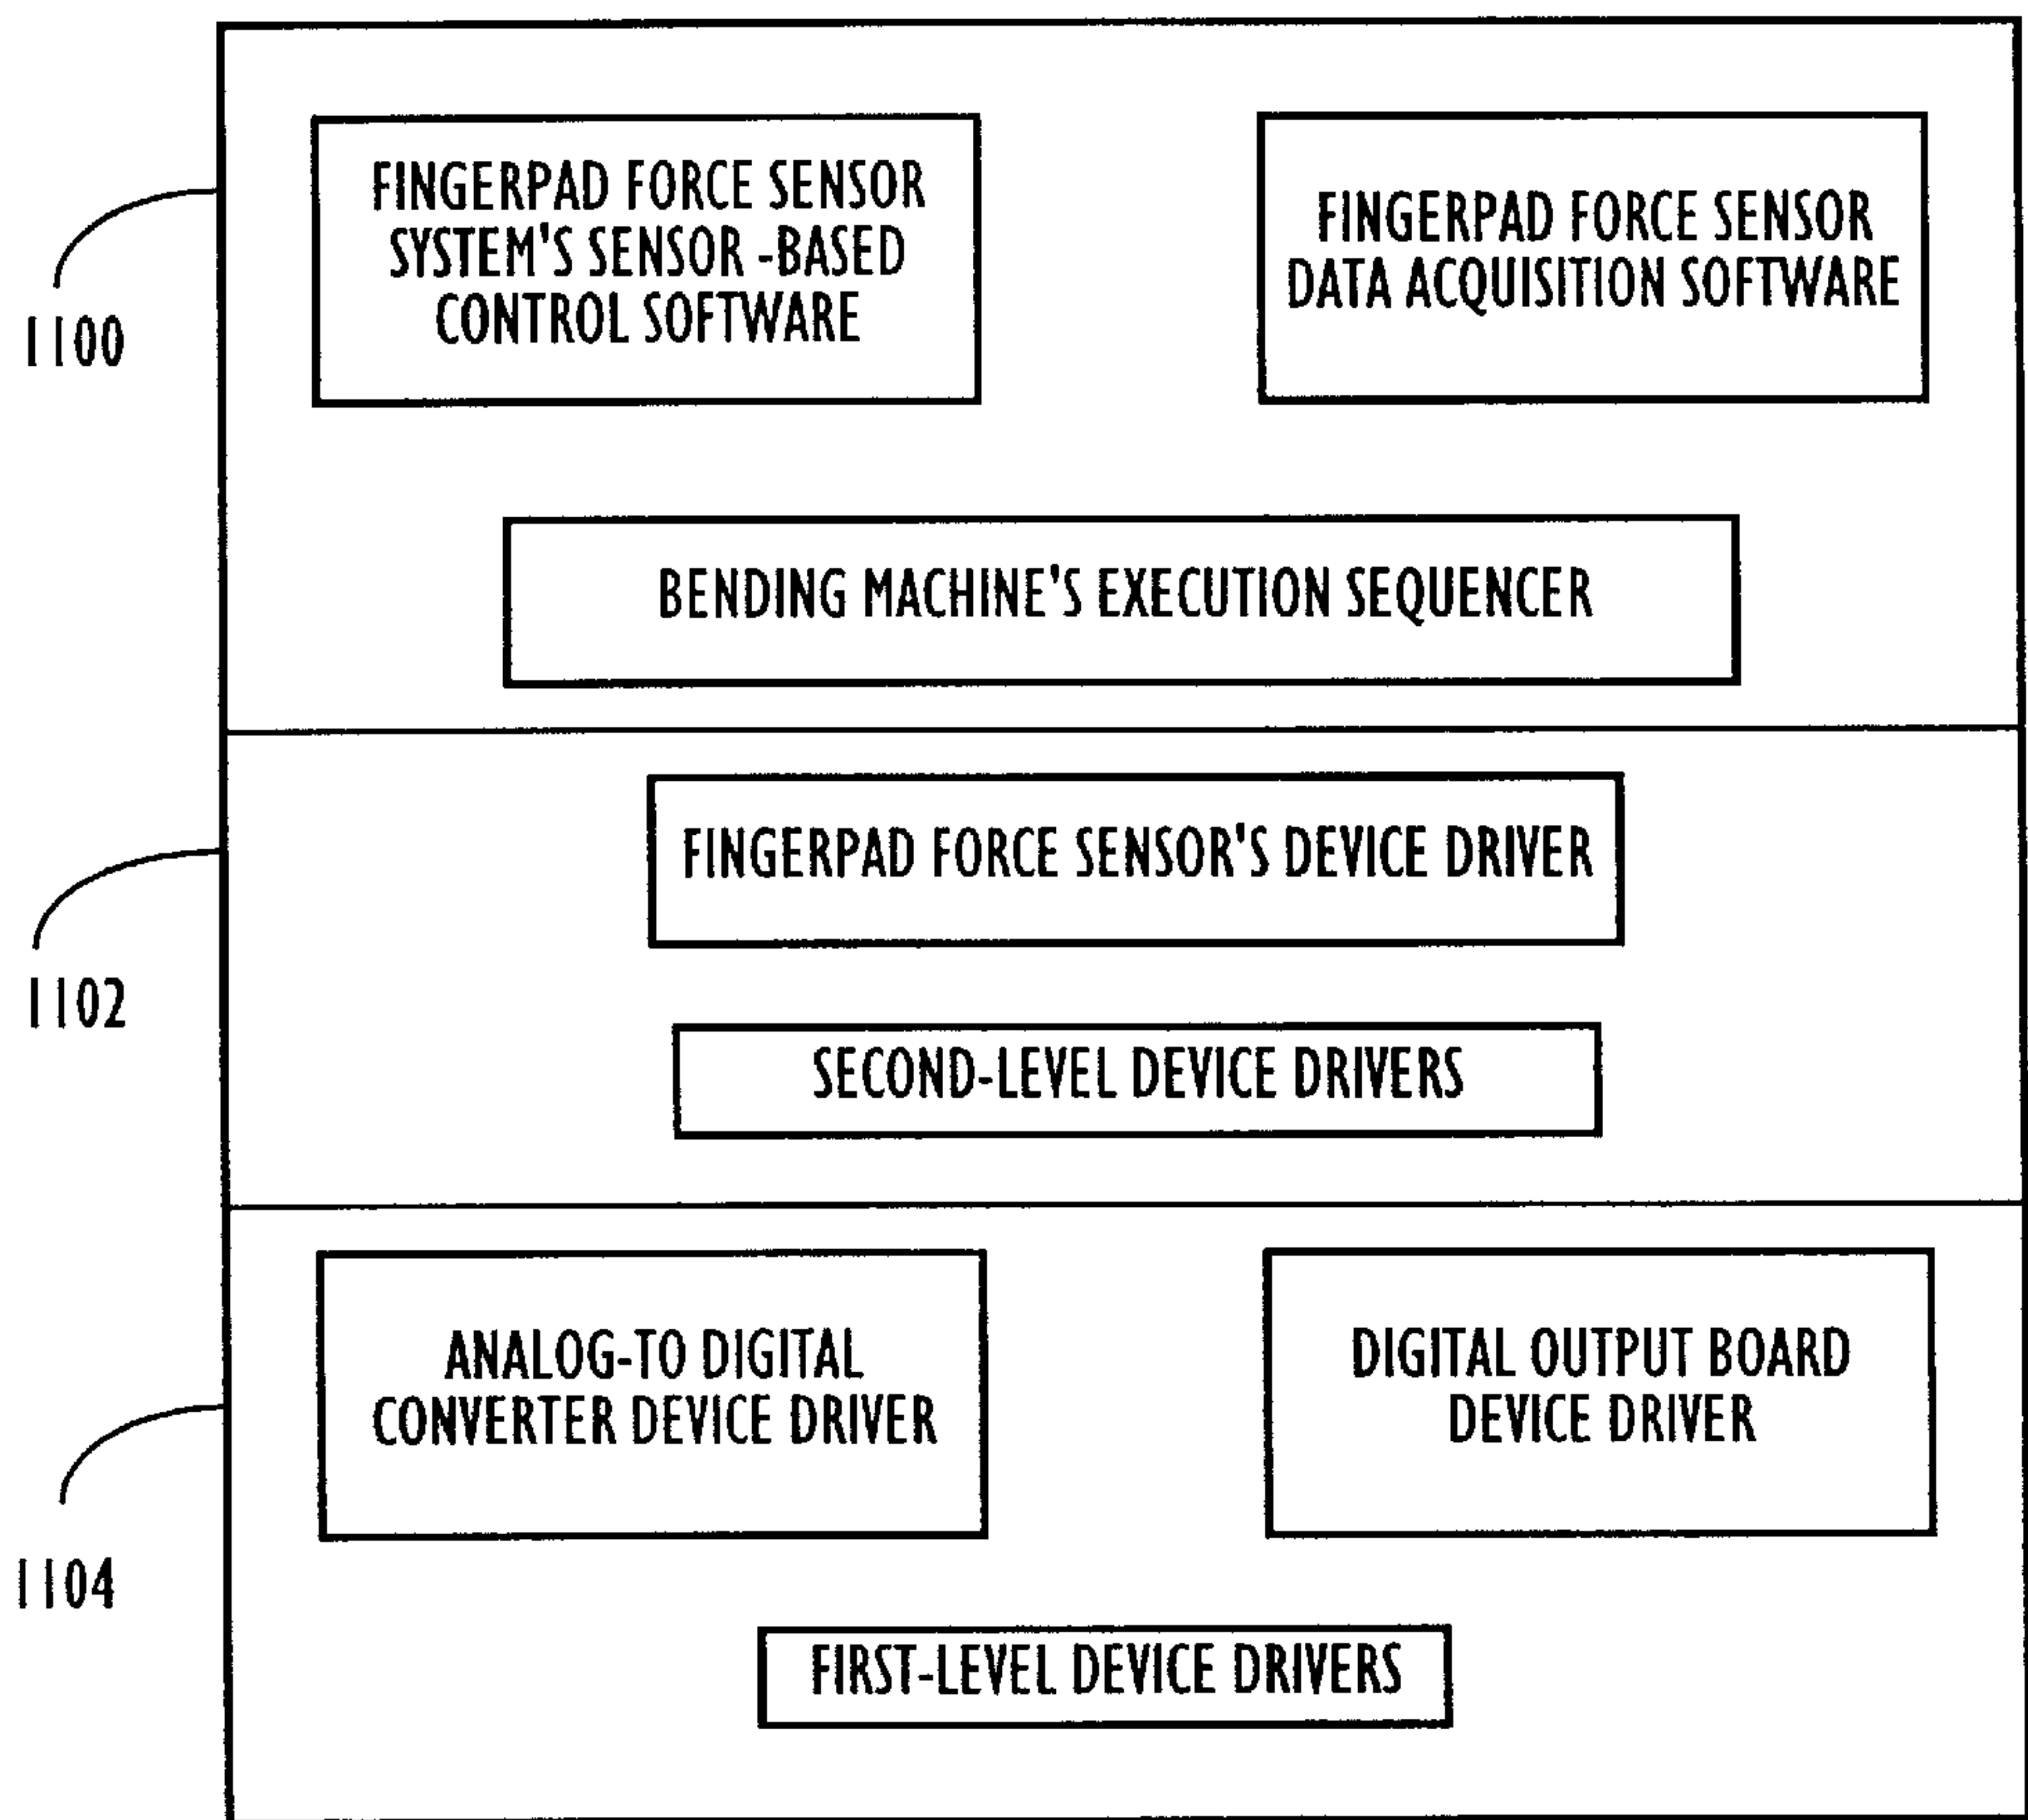 FINGERPAD FORCE SENSOR
SYSTEM'S SENSOR -BASED
CONTROL SOFTWARE
FINGERPAD FORCE SENSOR
DATA ACQUISITION SOFTWARE
1100
BENDING MACHINE'S EXECUTION SEQUENCER
FINGERPAD FORCE SENSOR'S DEVICE DRIVER
1102
SECOND-LEVEL DEVICE DRIVERS
ANALOG-TO DIGITAL
CONVERTER DEVICE DRIVER
DIGITAL OUTPUT BOARD
DEVICE DRIVER
1104
FIRST-LEVEL DEVICE DRIVERS